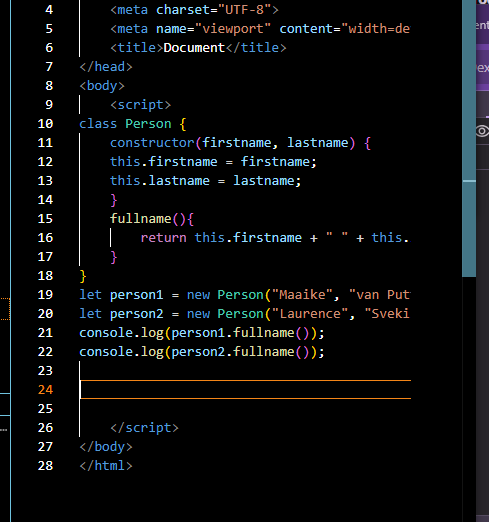 4 <meta charset="UTF-8">
5 <meta name="viewport" content="width=de
6 <title>Document</title>
7 </head>
8 <body>
9 <script>
10 class Person {
11 constructor(firstname, lastname) {
12 this.firstname = firstname;
13 this.lastname = lastname;
14 }
15 fullname(){
16 return this.firstname + " " + this.
17 }
18 }
19 let person1 = new Person("Maaike", "van Put
20 let person2 = new Person("Laurence", "Sveki
21 console.log(person1.fullname());
22 console.log(person2.fullname());
23
24
25
26 </script>
27 </body>
28 </html>